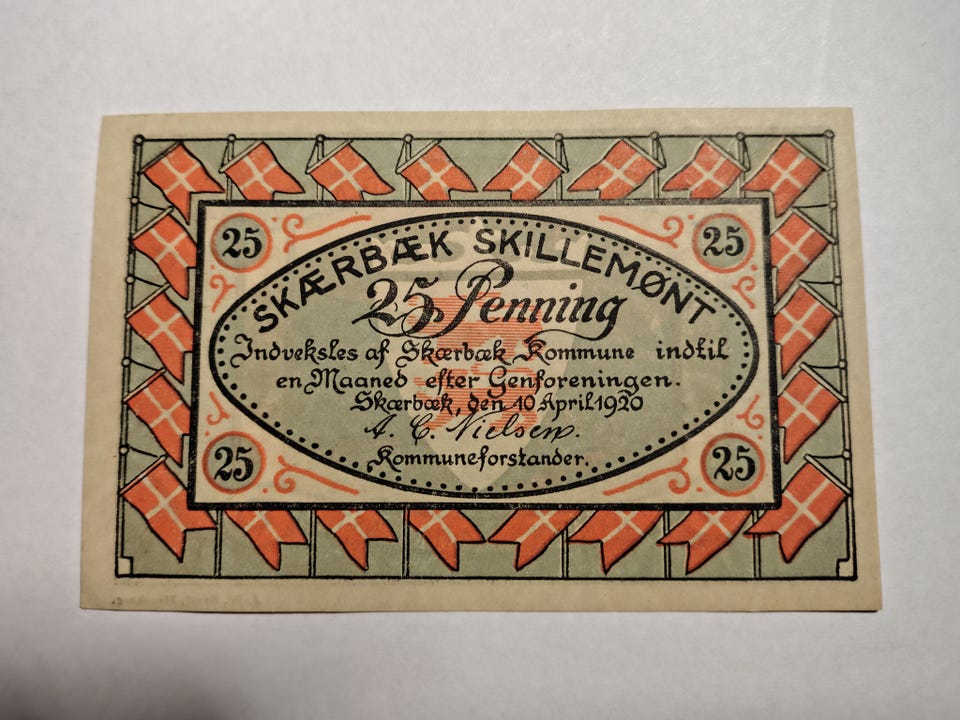 25 25
SKÆRBÆK SKILLEMØNT
25 Penning
Indveksles af Skærbæk Kommune indtil
en Maaned efter Genforeningen.
Skærbæk, den 10 April 1920
A. C. Nielsen.
Kommuneforstander.
25 25